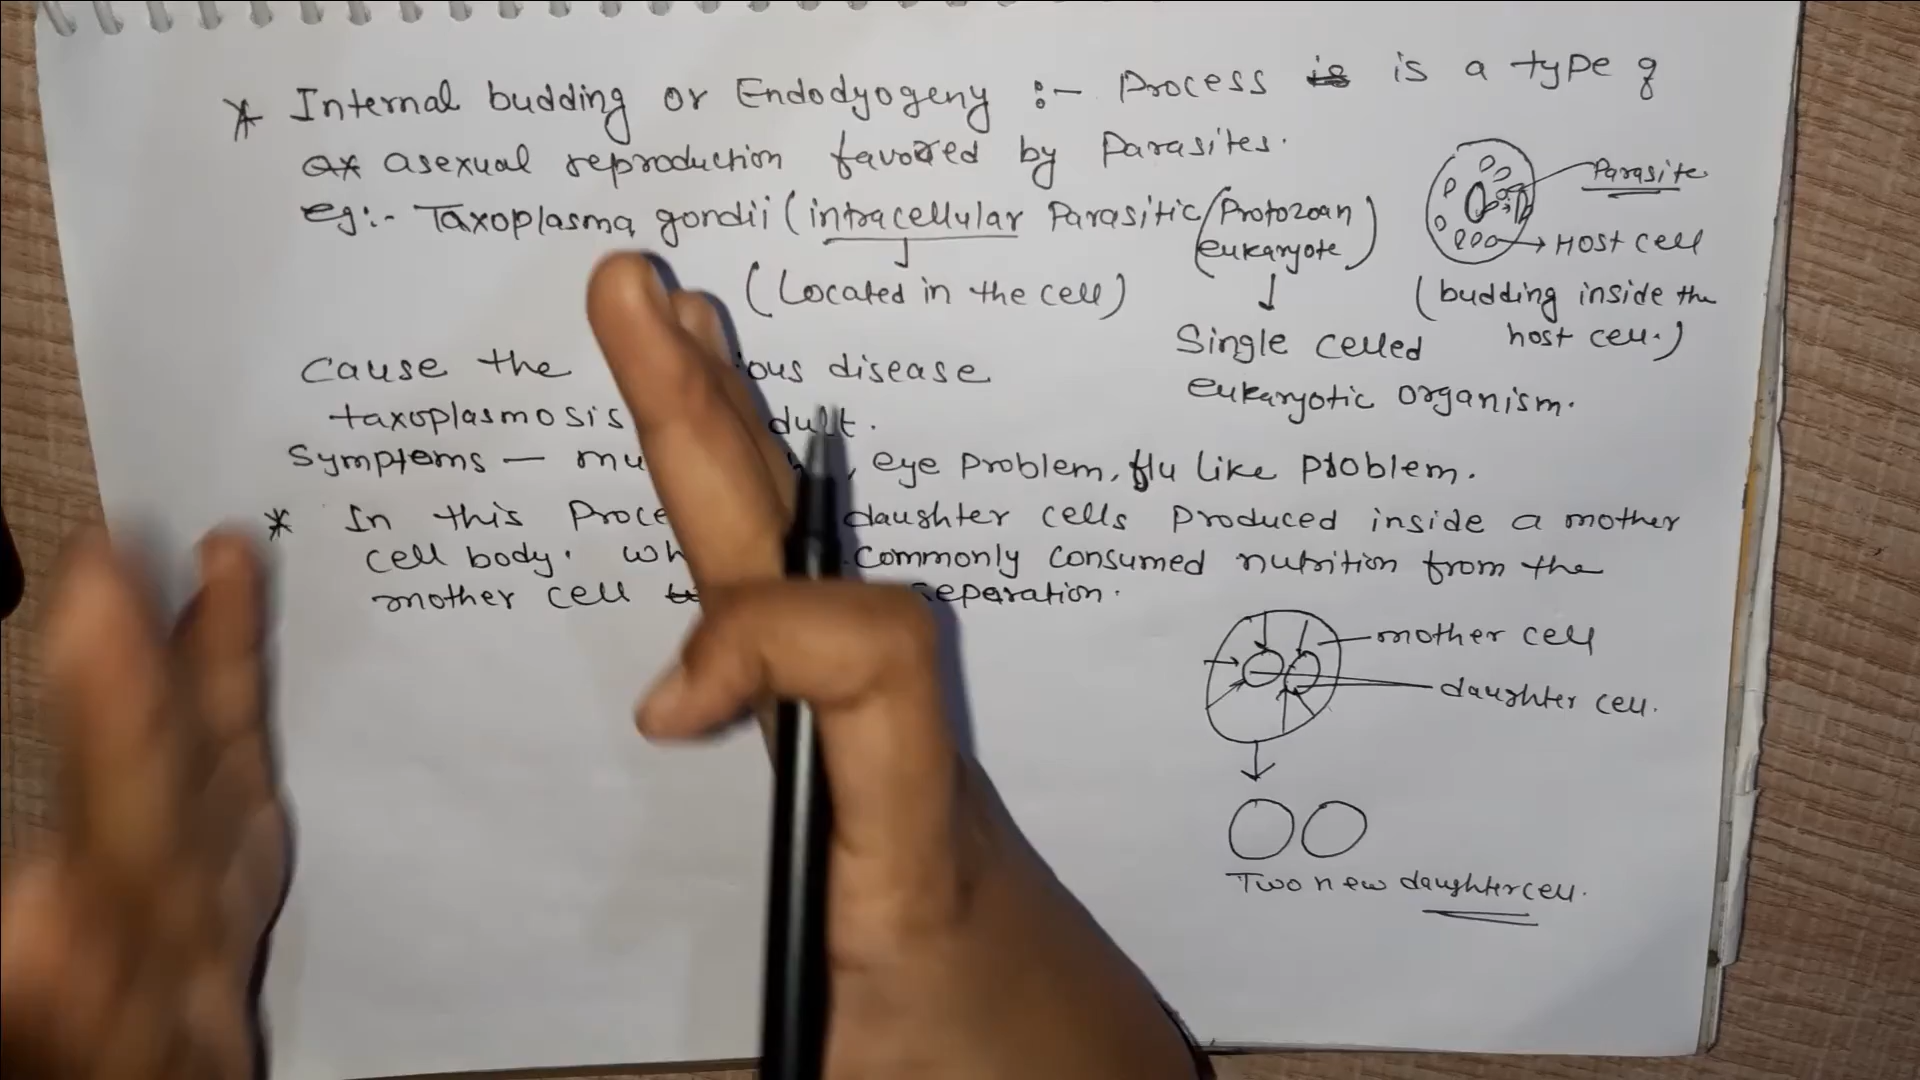 * Internal budding or Endodyogeny :- Process is is a type of
asexual reproduction favored by Parasites.
eg:- Taxoplasma gondii (intracellular Parasitic/Protozoan
eukaryote)
(Located in the cell)
Single celled
eukaryotic organism.
Parasite
Host cell
(budding inside the
host cell.)
Cause the disease
taxoplasmosis
Symptoms — eye problem, flu like problem.
* In this daughter cells produced inside a mother
cell body. commonly consumed nutrition from the
mother cell
mother cell
daughter cell.
Two new daughter cell.